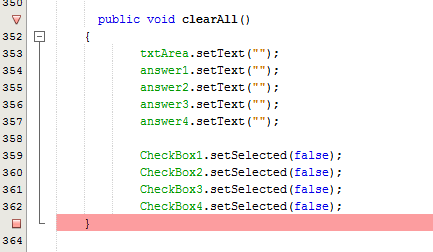 350
public void clearAll()
352 {
353 txtArea.setText("");
354 answer1.setText("");
355 answer2.setText("");
356 answer3.setText("");
357 answer4.setText("");
358
359 CheckBox1.setSelected(false);
360 CheckBox2.setSelected(false);
361 CheckBox3.setSelected(false);
362 CheckBox4.setSelected(false);
}
364